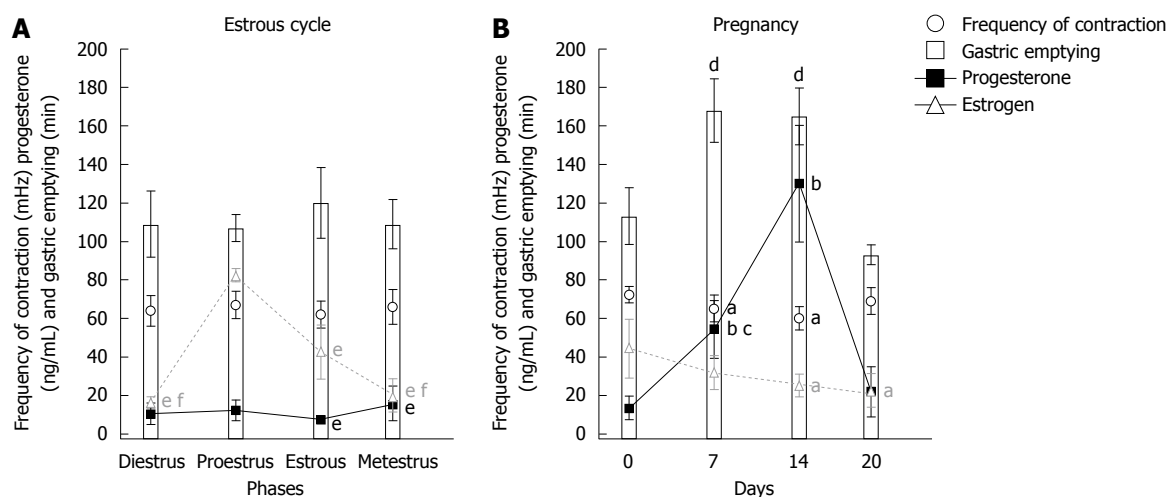 A
Estrous cycle
Frequency of contraction (mHz) progesterone
(ng/mL) and gastric emptying (min)
200
180
160
140
120
100
80
60
40
20
0
e f
e
e
e f
e
Diestrus
Proestrus
Estrous
Metestrus
Phases
B
Pregnancy
Frequency of contraction (mHz) progesterone
(ng/mL) and gastric emptying (min)
200
180
160
140
120
100
80
60
40
20
0
d
d
b
a
a
b c
a
a
0
7
14
20
Days
Frequency of contraction
Gastric emptying
Progesterone
Estrogen